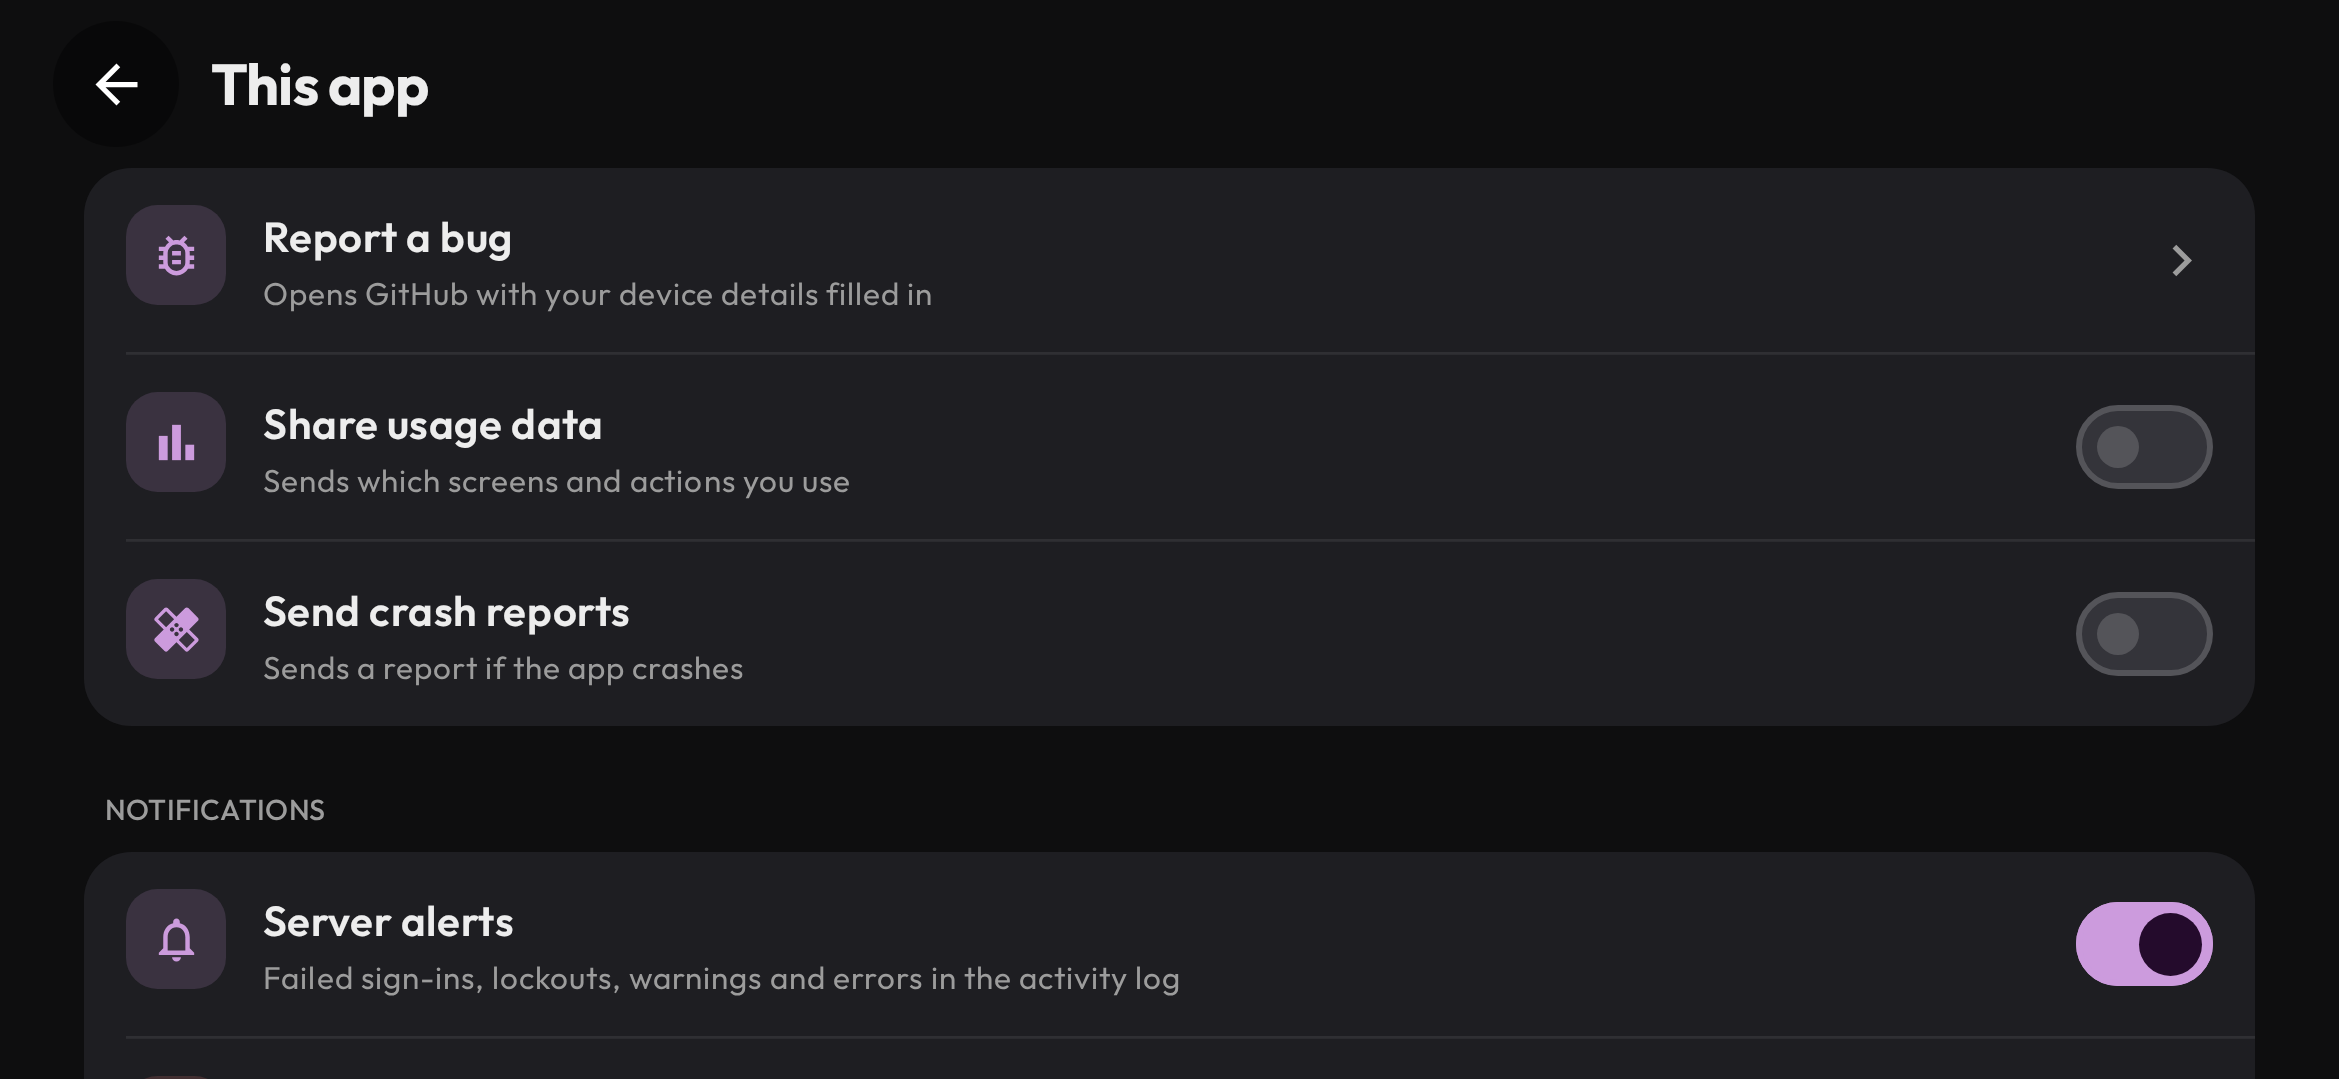 This app
Report a bug
Opens GitHub with your device details filled in
Share usage data
Sends which screens and actions you use
Send crash reports
Sends a report if the app crashes
NOTIFICATIONS
Server alerts
Failed sign-ins, lockouts, warnings and errors in the activity log